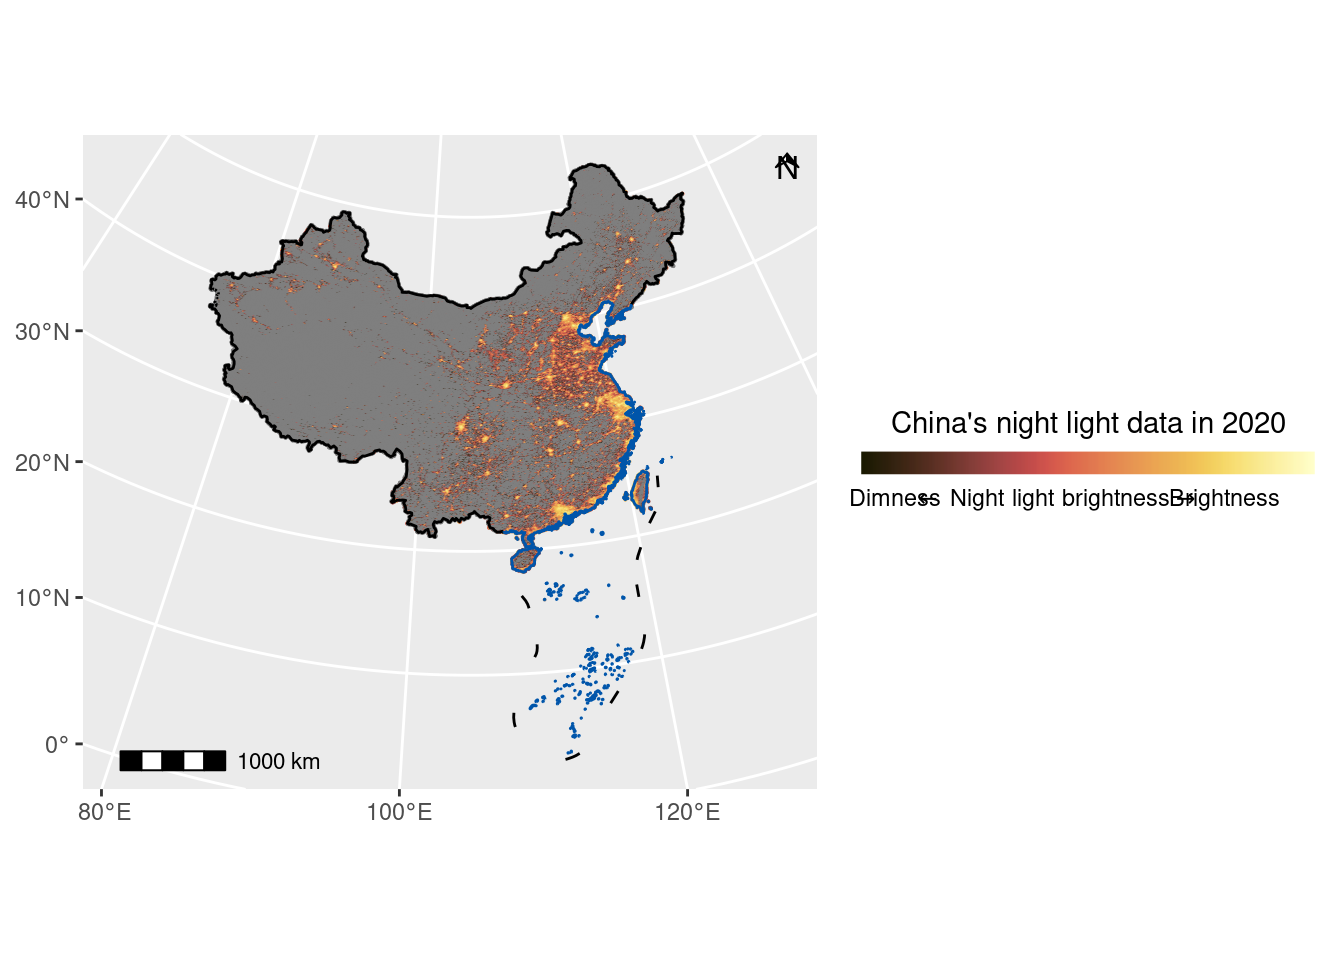 N
40°N
30°N
20°N
10°N
0°
1000 km
80°E
100°E
120°E
China's night light data in 2020
Dimness ← Night light brightness → Brightness